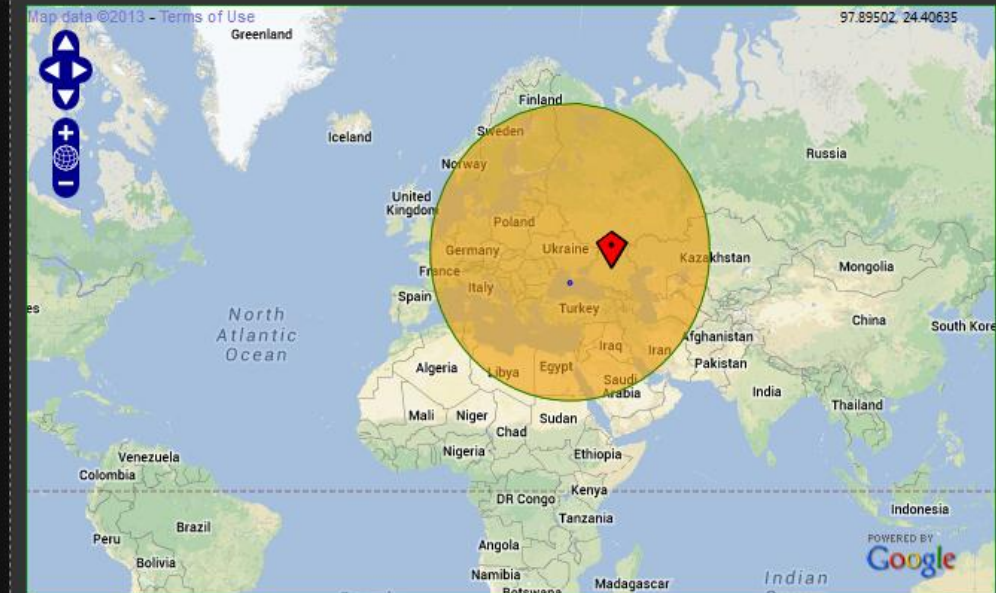 Map data ©2013 - Terms of Use
97.89502, 24.40635
Greenland
Finland
Iceland
Sweden
Russia
Norway
United
Kingdom
Poland
Germany
Ukraine
Kazakhstan
Mongolia
France
Italy
Spain
es
North
Atlantic
Ocean
Turkey
China
South Kore
Afghanistan
Iraq
Iran
Pakistan
Algeria
Libya
Egypt
Saudi
Arabia
India
Thailand
Mali
Niger
Sudan
Chad
Nigeria
Ethiopia
Venezuela
Colombia
Kenya
DR Congo
Indonesia
Tanzania
Brazil
Peru
Angola
POWERED BY
Google
Bolivia
Namibia
Madagascar
Indian
Botswana